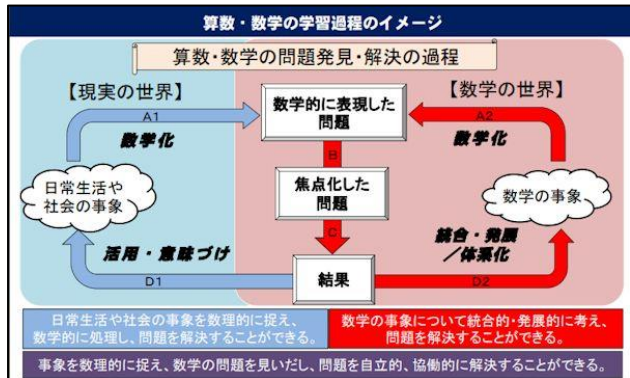 算数・数学の学習過程のイメージ
算数・数学の問題発見・解決の過程
【現実の世界】
【数学の世界】
数学的に表現した
問題
A1
A2
数学化
数学化
B
日常生活や
社会の事象
焦点化した
問題
数学の事象
C
活用・意味づけ
統合・発展
/体系化
結果
D1
D2
日常生活や社会の事象を数理的に捉え、
数学的に処理し、問題を解決することができる。
数学の事象について統合的・発展的に考え、
問題を解決することができる。
事象を数理的に捉え、数学の問題を見いだし、問題を自立的、協働的に解決することができる。